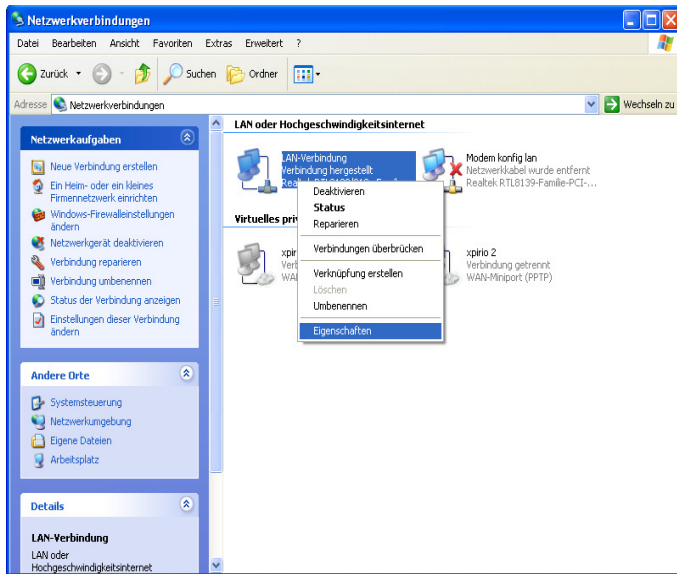 Netzwerkverbindungen
Datei Bearbeiten Ansicht Favoriten Extras Erweitert ?
Zurück Suchen Ordner
Adresse Netzwerkverbindungen Wechseln zu
Netzwerkaufgaben
Neue Verbindung erstellen
Ein Heim- oder ein kleines
Firmennetzwerk einrichten
Windows-Firewalleinstellungen
ändern
Netzwerkgerät deaktivieren
Verbindung reparieren
Verbindung umbenennen
Status der Verbindung anzeigen
Einstellungen dieser Verbindung
ändern
Andere Orte
Systemsteuerung
Netzwerkumgebung
Eigene Dateien
Arbeitsplatz
Details
LAN-Verbindung
LAN oder
Hochgeschwindigkeitsinternet
LAN oder Hochgeschwindigkeitsinternet
LAN-Verbindung
Verbindung hergestellt
Modem konfig lan
Netzwerkkabel wurde entfernt
Realtek RTL8139-Familie-PCI-...
Deaktivieren
Status
Reparieren
Verbindungen überbrücken
Verknüpfung erstellen
Löschen
Umbenennen
Eigenschaften
Virtuelles pri
xpir
Verb
WA
xpirio 2
Verbindung getrennt
WAN-Miniport (PPTP)